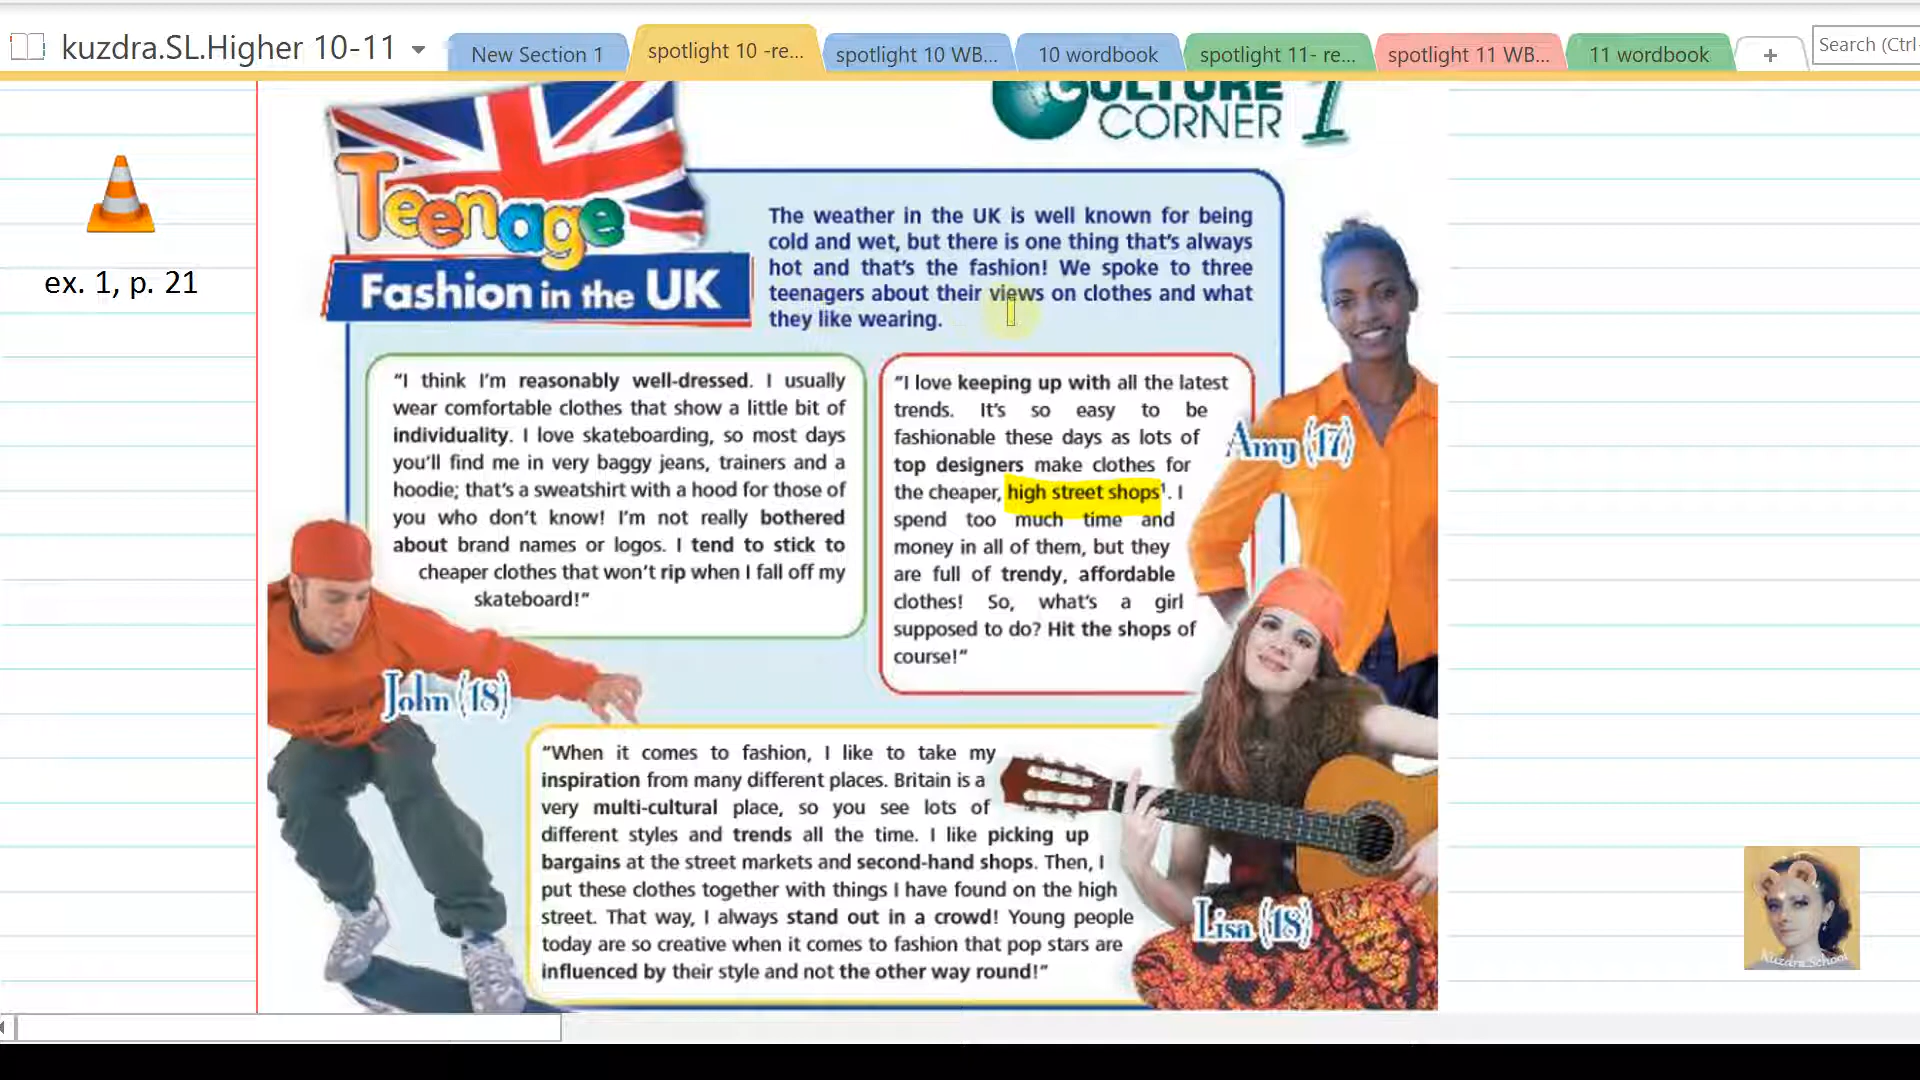 kuzdra.SL.Higher 10-11
New Section 1
spotlight 10 -re...
spotlight 10 WB...
10 wordbook
spotlight 11- re...
spotlight 11 WB...
11 wordbook
+
Search (Ctrl
ex. 1, p. 21
CULTURE
CORNER 1
Teenage
Fashion in the UK
The weather in the UK is well known for being
cold and wet, but there is one thing that's always
hot and that's the fashion! We spoke to three
teenagers about their views on clothes and what
they like wearing.
"I think I'm reasonably well-dressed. I usually
wear comfortable clothes that show a little bit of
individuality. I love skateboarding, so most days
you'll find me in very baggy jeans, trainers and a
hoodie; that's a sweatshirt with a hood for those of
you who don't know! I'm not really bothered
about brand names or logos. I tend to stick to
cheaper clothes that won't rip when I fall off my
skateboard!"
John (18)
"I love keeping up with all the latest
trends. It's so easy to be
fashionable these days as lots of
top designers make clothes for
the cheaper, high street shops¹. I
spend too much time and
money in all of them, but they
are full of trendy, affordable
clothes! So, what's a girl
supposed to do? Hit the shops of
course!"
Amy (17)
"When it comes to fashion, I like to take my
inspiration from many different places. Britain is a
very multi-cultural place, so you see lots of
different styles and trends all the time. I like picking up
bargains at the street markets and second-hand shops. Then, I
put these clothes together with things I have found on the high
street. That way, I always stand out in a crowd! Young people
today are so creative when it comes to fashion that pop stars are
influenced by their style and not the other way round!"
Lisa (18)
Kuzdra_School